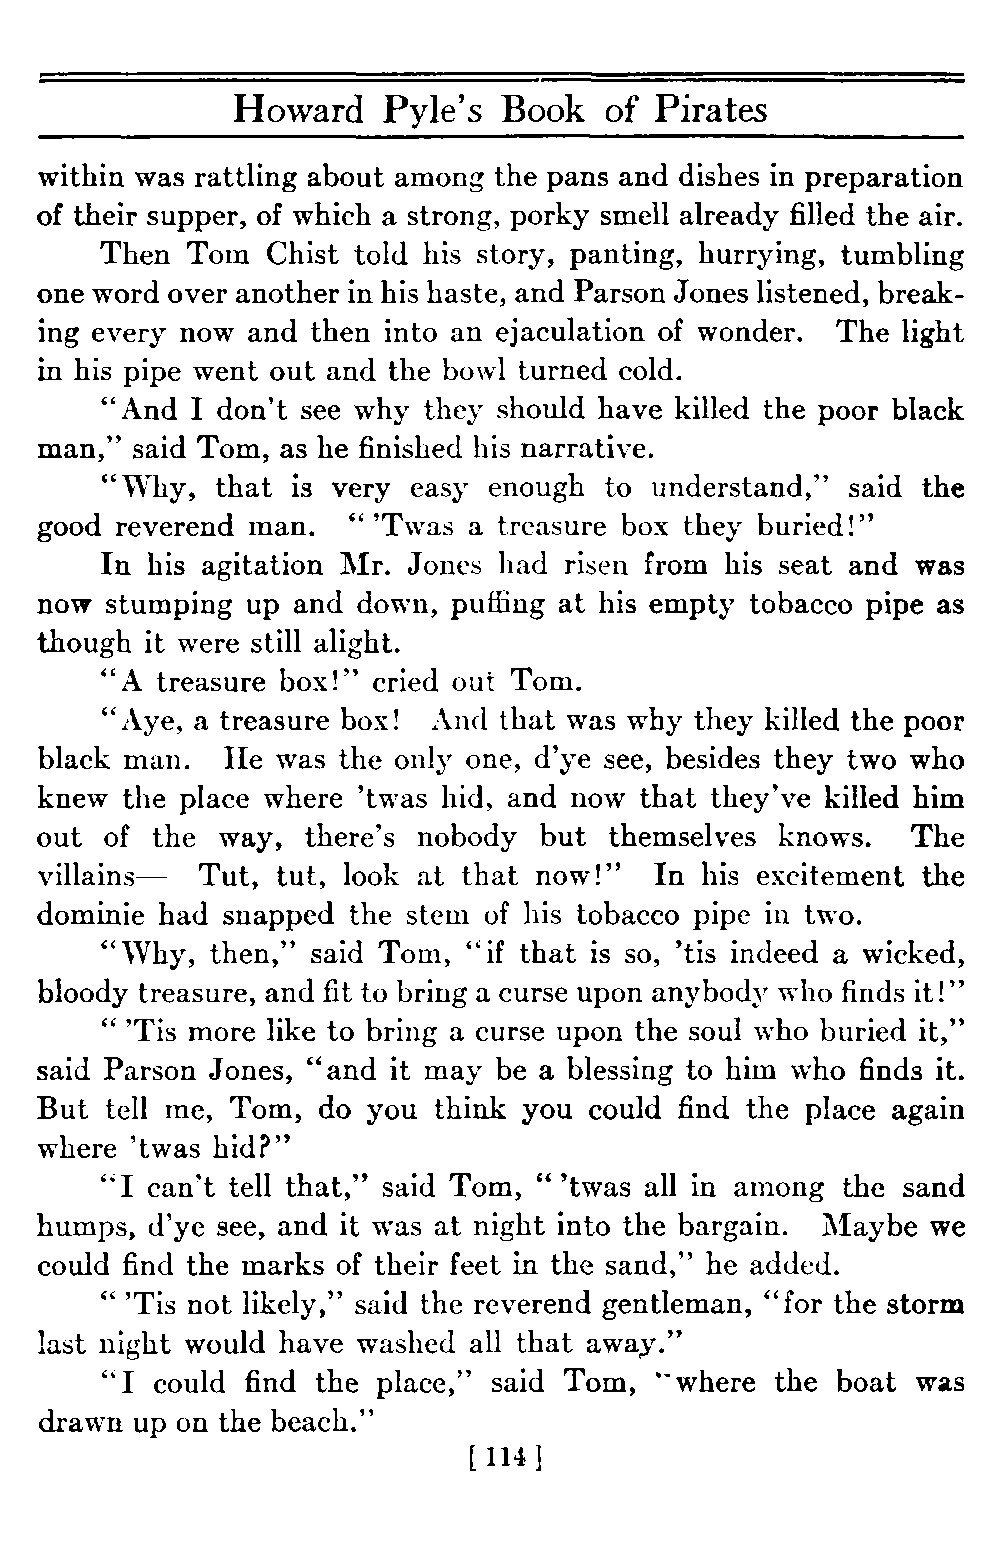 Howard Pyle's Book of Pirates
within was rattling about among the pans and dishes in preparation
of their supper, of which a strong, porky smell already filled the air.
Then Tom Chist told his story, panting, hurrying, tumbling
one word over another in his haste, and Parson Jones listened, break-
ing every now and then into an ejaculation of wonder. The light
in his pipe went out and the bowl turned cold.
"And I don't see why they should have killed the poor black
man," said Tom, as he finished his narrative.
"Why, that is very easy enough to understand," said the
good reverend man. "'Twas a treasure box they buried!"
In his agitation Mr. Jones had risen from his seat and was
now stumping up and down, puffing at his empty tobacco pipe as
though it were still alight.
"A treasure box!" cried out Tom.
"Aye, a treasure box! And that was why they killed the poor
black man. He was the only one, d'ye see, besides they two who
knew the place where 'twas hid, and now that they've killed him
out of the way, there's nobody but themselves knows. The
villains— Tut, tut, look at that now!" In his excitement the
dominie had snapped the stem of his tobacco pipe in two.
"Why, then," said Tom, "if that is so, 'tis indeed a wicked,
bloody treasure, and fit to bring a curse upon anybody who finds it!"
"'Tis more like to bring a curse upon the soul who buried it,"
said Parson Jones, "and it may be a blessing to him who finds it.
But tell me, Tom, do you think you could find the place again
where 'twas hid?"
"I can't tell that," said Tom, "'twas all in among the sand
humps, d'ye see, and it was at night into the bargain. Maybe we
could find the marks of their feet in the sand," he added.
"'Tis not likely," said the reverend gentleman, "for the storm
last night would have washed all that away."
"I could find the place," said Tom, "where the boat was
drawn up on the beach."
[114]